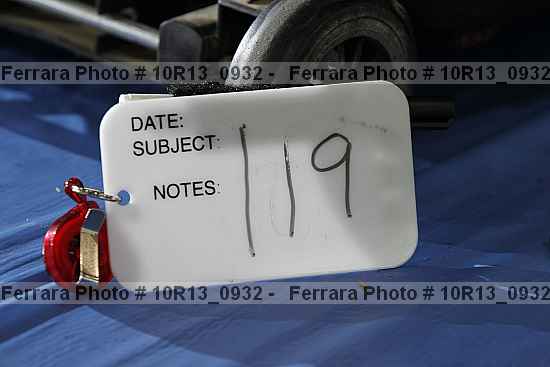 Ferrara Photo # 10R13_0932 - Ferrara Photo # 10R13_0932
DATE:
SUBJECT:
119
NOTES:
Ferrara Photo # 10R13_0932 - Ferrara Photo # 10R13_0932